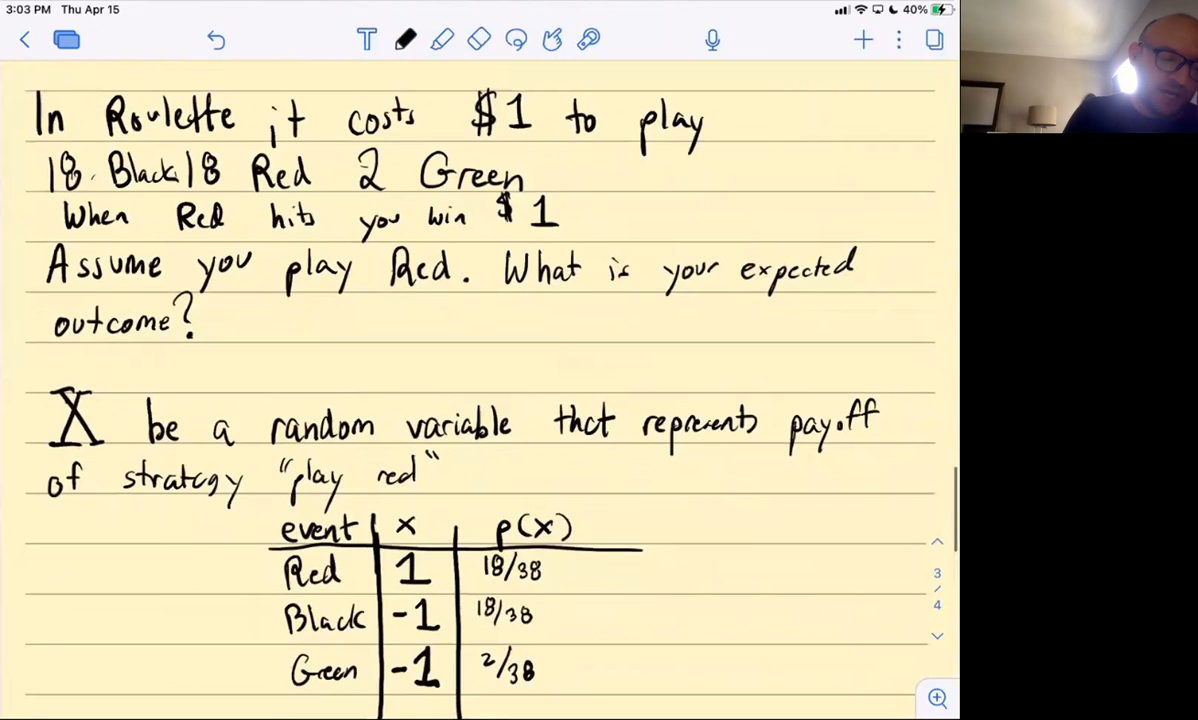 3:03 PM Thu Apr 15
40%
In Roulette it costs $1 to play
18 Black 18 Red 2 Green
When Red hits you win $1
Assume you play Red. What is your expected
outcome?
X be a random variable that represents payoff
of strategy "play red"
event x p(x)
Red 1 18/38
Black -1 18/38
Green -1 2/38
3
/
4